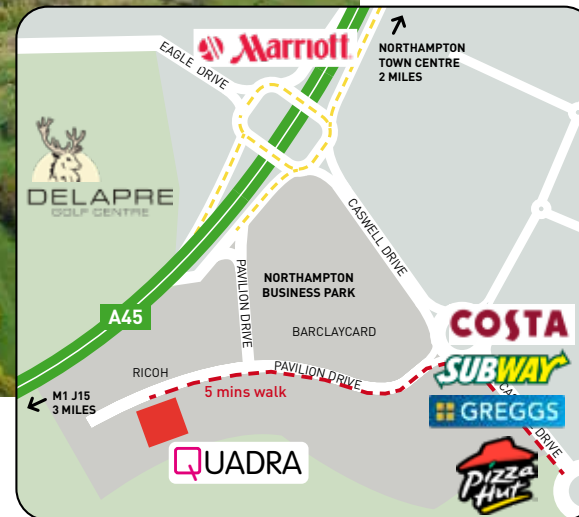 Marriott
NORTHAMPTON
TOWN CENTRE
2 MILES
EAGLE DRIVE
DELAPRE
GOLF CENTRE
CASWELL DRIVE
PAVILION DRIVE
NORTHAMPTON
BUSINESS PARK
A45
BARCLAYCARD
COSTA
RICOH
PAVILION DRIVE
SUBWAY
5 mins walk
M1 J15
3 MILES
GREGGS
QUADRA
Pizza
Hut